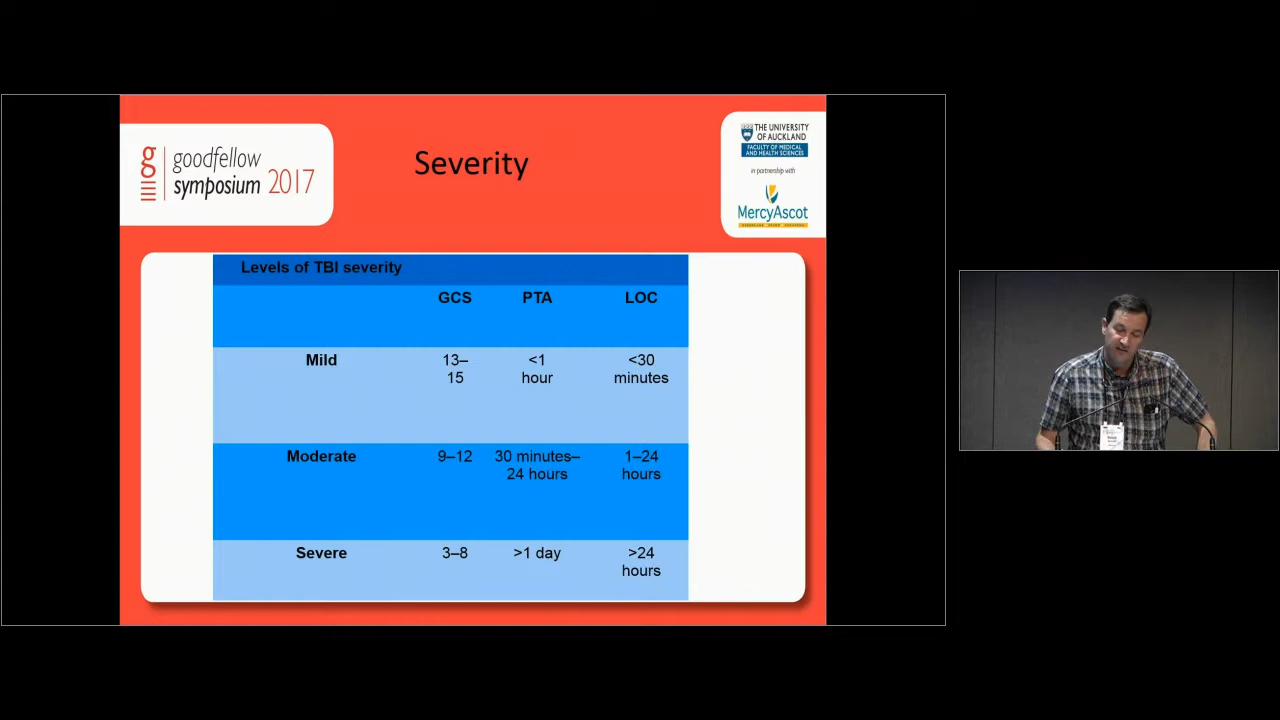 goodfellow
symposium 2017
Severity
THE UNIVERSITY
OF AUCKLAND
FACULTY OF MEDICAL
AND HEALTH SCIENCES
in partnership with
MercyAscot
Levels of TBI severity
GCS PTA LOC
Mild 13– <1 <30
15 hour minutes
Moderate 9–12 30 minutes– 1–24
24 hours hours
Severe 3–8 >1 day >24
hours